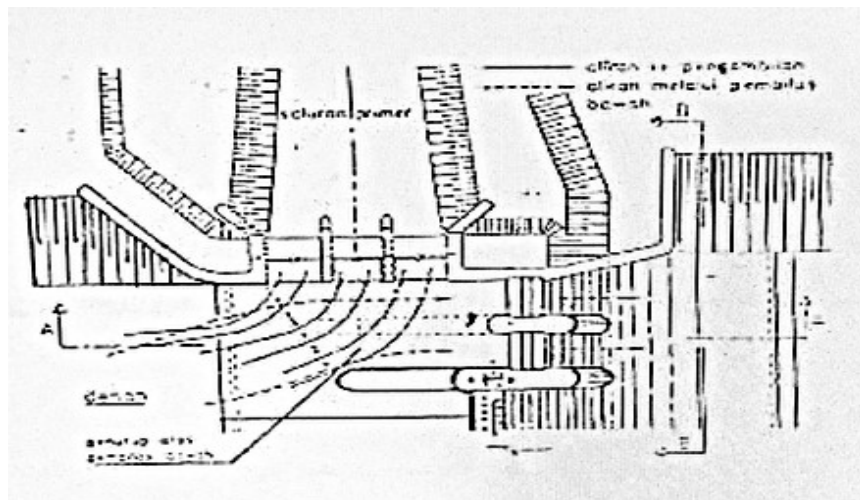 aliran ke pengambilan
aliran melalui pembilas
bawah
saluran primer
A
denah
penutup atas
pembilas bawah